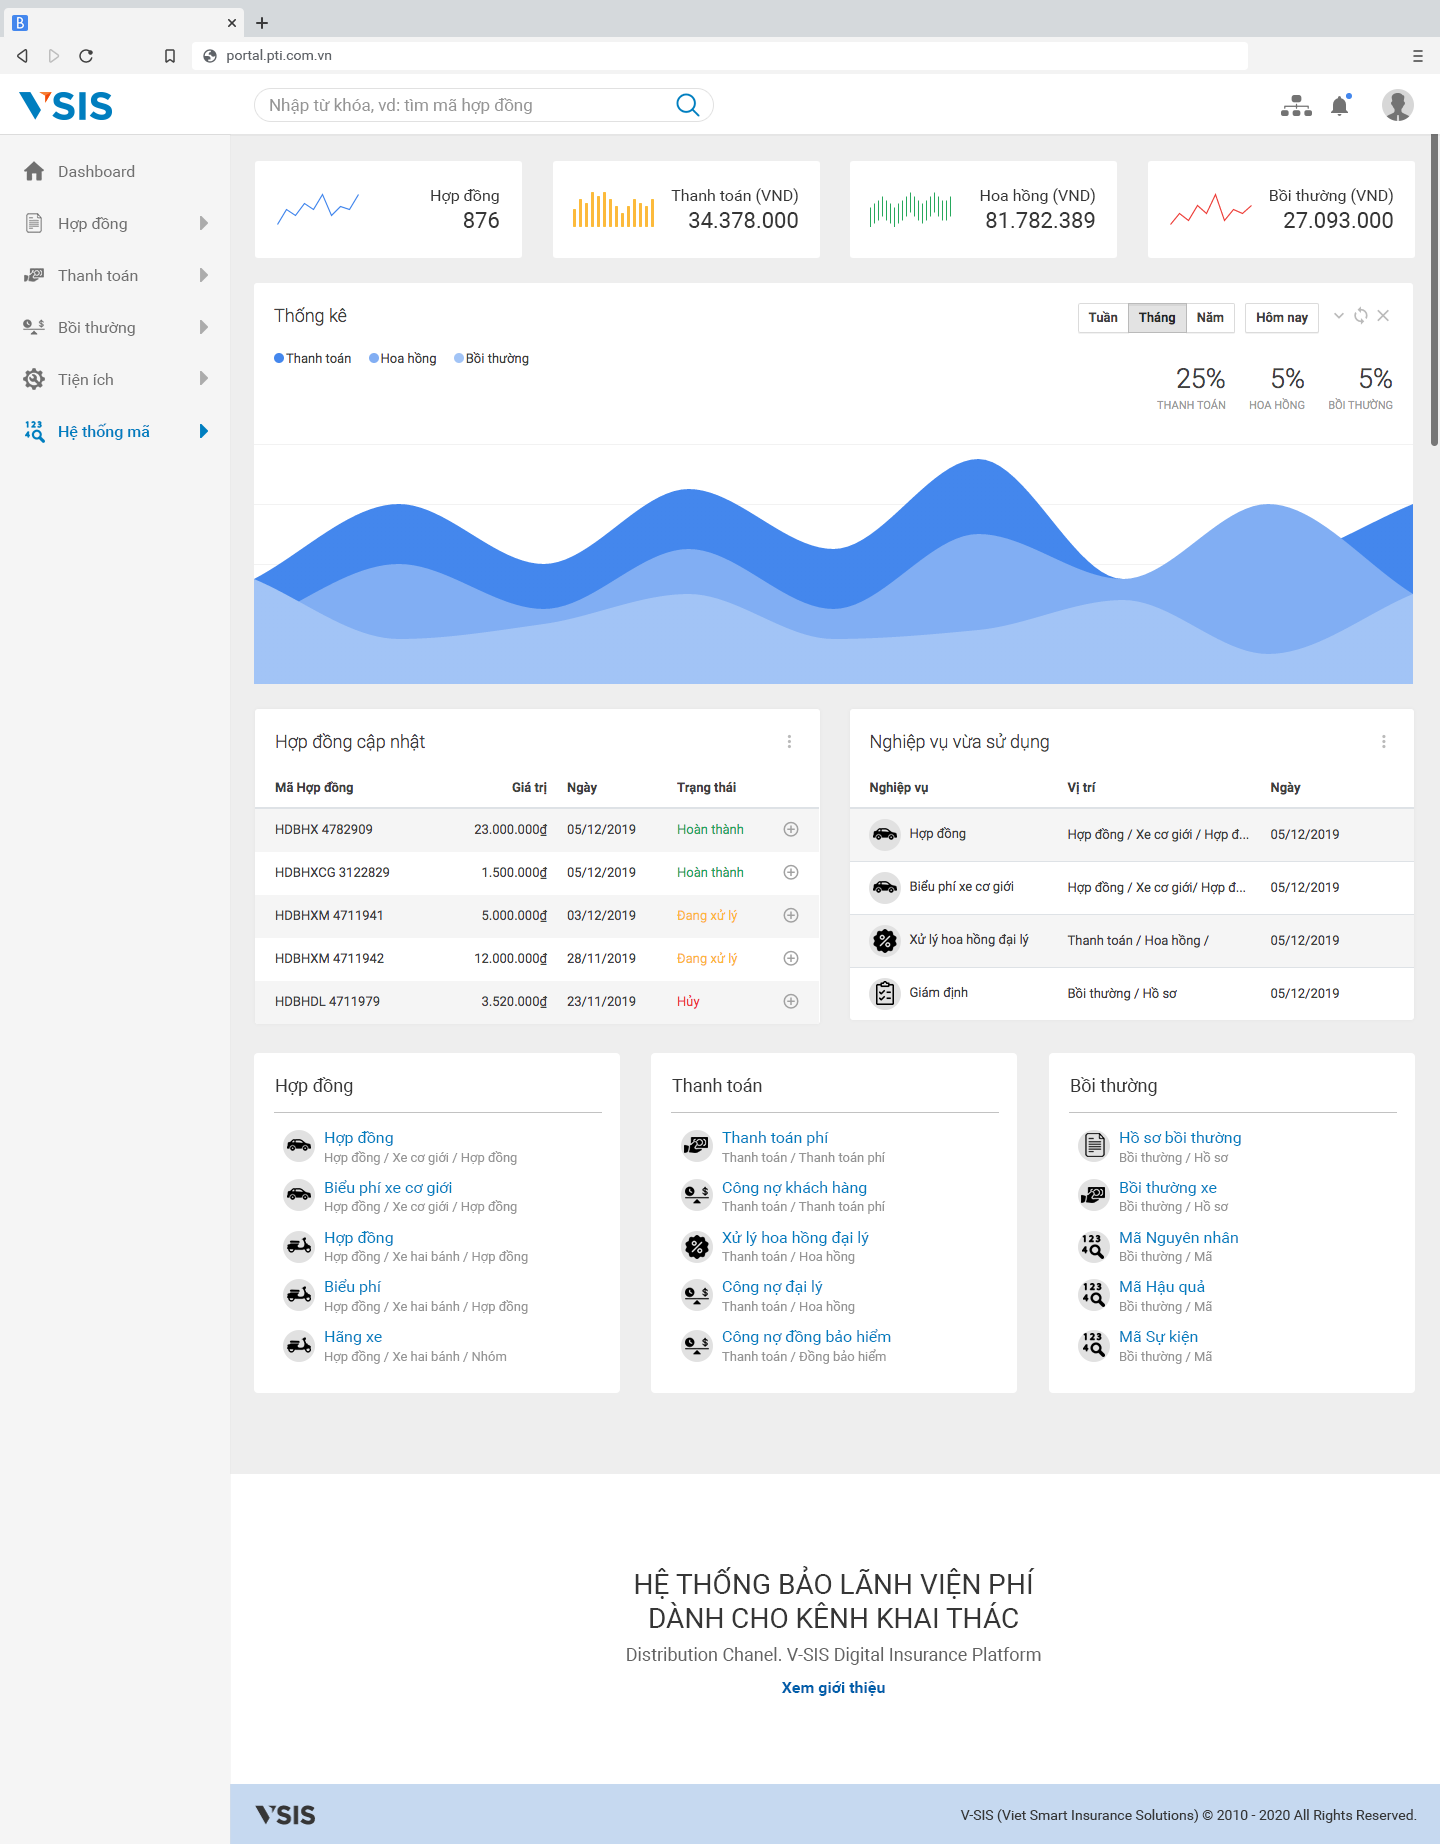 portal.pti.com.vn
VSIS
Nhập từ khóa, vd: tìm mã hợp đồng
Dashboard
Hợp đồng
Thanh toán
Bồi thường
Tiện ích
Hệ thống mã
Hợp đồng
876
Thanh toán (VND)
34.378.000
Hoa hồng (VND)
81.782.389
Bồi thường (VND)
27.093.000
Thống kê
Tuần Tháng Năm Hôm nay
Thanh toán Hoa hồng Bồi thường
25% 5% 5%
THANH TOÁN HOA HỒNG BỒI THƯỜNG
Hợp đồng cập nhật
Mã Hợp đồng Giá trị Ngày Trạng thái
HDBHX 4782909 23.000.000₫ 05/12/2019 Hoàn thành
HDBHXCG 3122829 1.500.000₫ 05/12/2019 Hoàn thành
HDBHXM 4711941 5.000.000₫ 03/12/2019 Đang xử lý
HDBHXM 4711942 12.000.000₫ 28/11/2019 Đang xử lý
HDBHDL 4711979 3.520.000₫ 23/11/2019 Hủy
Nghiệp vụ vừa sử dụng
Nghiệp vụ Vị trí Ngày
Hợp đồng Hợp đồng / Xe cơ giới / Hợp đ... 05/12/2019
Biểu phí xe cơ giới Hợp đồng / Xe cơ giới/ Hợp đ... 05/12/2019
Xử lý hoa hồng đại lý Thanh toán / Hoa hồng / 05/12/2019
Giám định Bồi thường / Hồ sơ 05/12/2019
Hợp đồng
Hợp đồng
Hợp đồng / Xe cơ giới / Hợp đồng
Biểu phí xe cơ giới
Hợp đồng / Xe cơ giới / Hợp đồng
Hợp đồng
Hợp đồng / Xe hai bánh / Hợp đồng
Biểu phí
Hợp đồng / Xe hai bánh / Hợp đồng
Hãng xe
Hợp đồng / Xe hai bánh / Nhóm
Thanh toán
Thanh toán phí
Thanh toán / Thanh toán phí
Công nợ khách hàng
Thanh toán / Thanh toán phí
Xử lý hoa hồng đại lý
Thanh toán / Hoa hồng
Công nợ đại lý
Thanh toán / Hoa hồng
Công nợ đồng bảo hiểm
Thanh toán / Đồng bảo hiểm
Bồi thường
Hồ sơ bồi thường
Bồi thường / Hồ sơ
Bồi thường xe
Bồi thường / Hồ sơ
Mã Nguyên nhân
Bồi thường / Mã
Mã Hậu quả
Bồi thường / Mã
Mã Sự kiện
Bồi thường / Mã
HỆ THỐNG BẢO LÃNH VIỆN PHÍ
DÀNH CHO KÊNH KHAI THÁC
Distribution Chanel. V-SIS Digital Insurance Platform
Xem giới thiệu
VSIS
V-SIS (Viet Smart Insurance Solutions) © 2010 - 2020 All Rights Reserved.